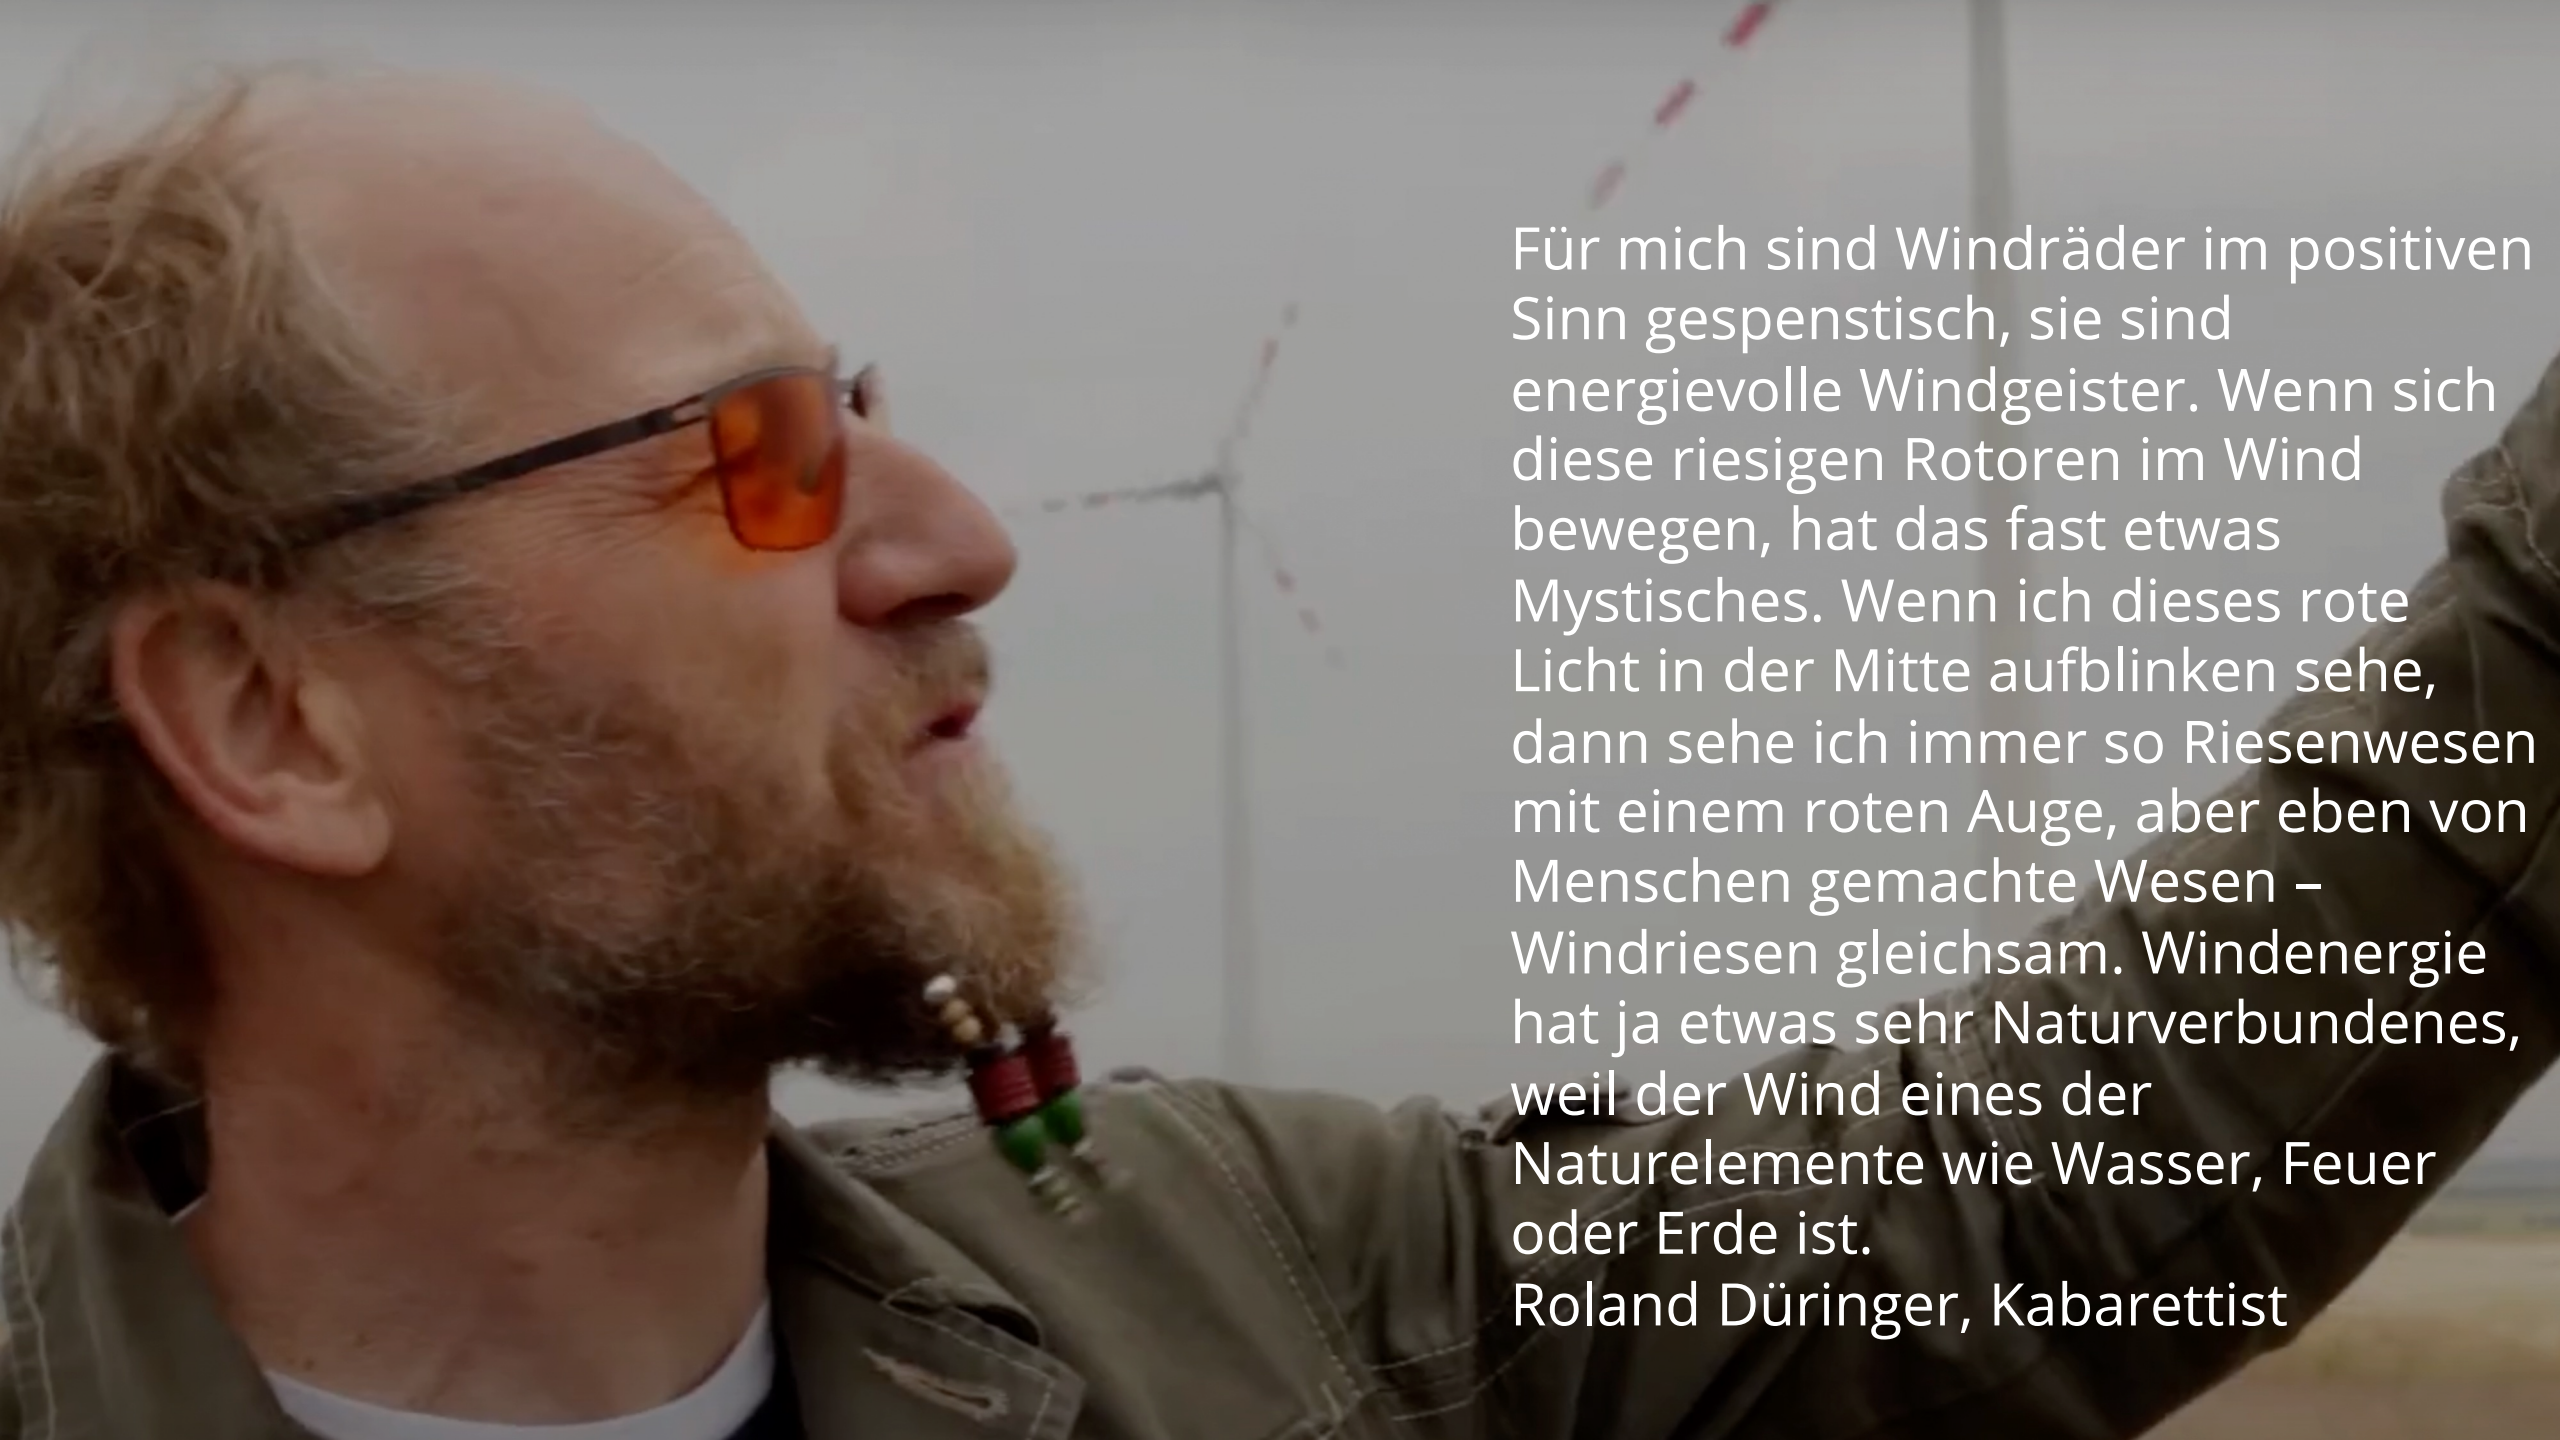 Für mich sind Windräder im positiven
Sinn gespenstisch, sie sind
energievolle Windgeister. Wenn sich
diese riesigen Rotoren im Wind
bewegen, hat das fast etwas
Mystisches. Wenn ich dieses rote
Licht in der Mitte aufblinken sehe,
dann sehe ich immer so Riesenwesen
mit einem roten Auge, aber eben von
Menschen gemachte Wesen –
Windriesen gleichsam. Windenergie
hat ja etwas sehr Naturverbundenes,
weil der Wind eines der
Naturelemente wie Wasser, Feuer
oder Erde ist.
Roland Düringer, Kabarettist